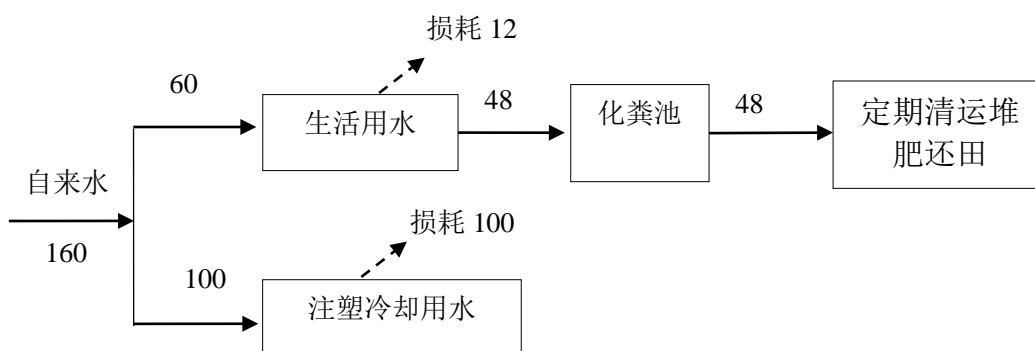 损耗 12
60
生活用水
48
化粪池
48
定期清运堆
肥还田
自来水
160
损耗 100
100
注塑冷却用水